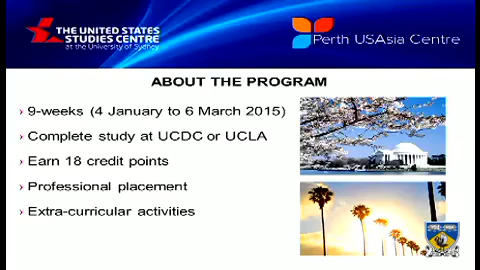 THE UNITED STATES
STUDIES CENTRE
at the University of Sydney
Perth USAsia Centre
ABOUT THE PROGRAM
› 9-weeks (4 January to 6 March 2015)
› Complete study at UCDC or UCLA
› Earn 18 credit points
› Professional placement
› Extra-curricular activities